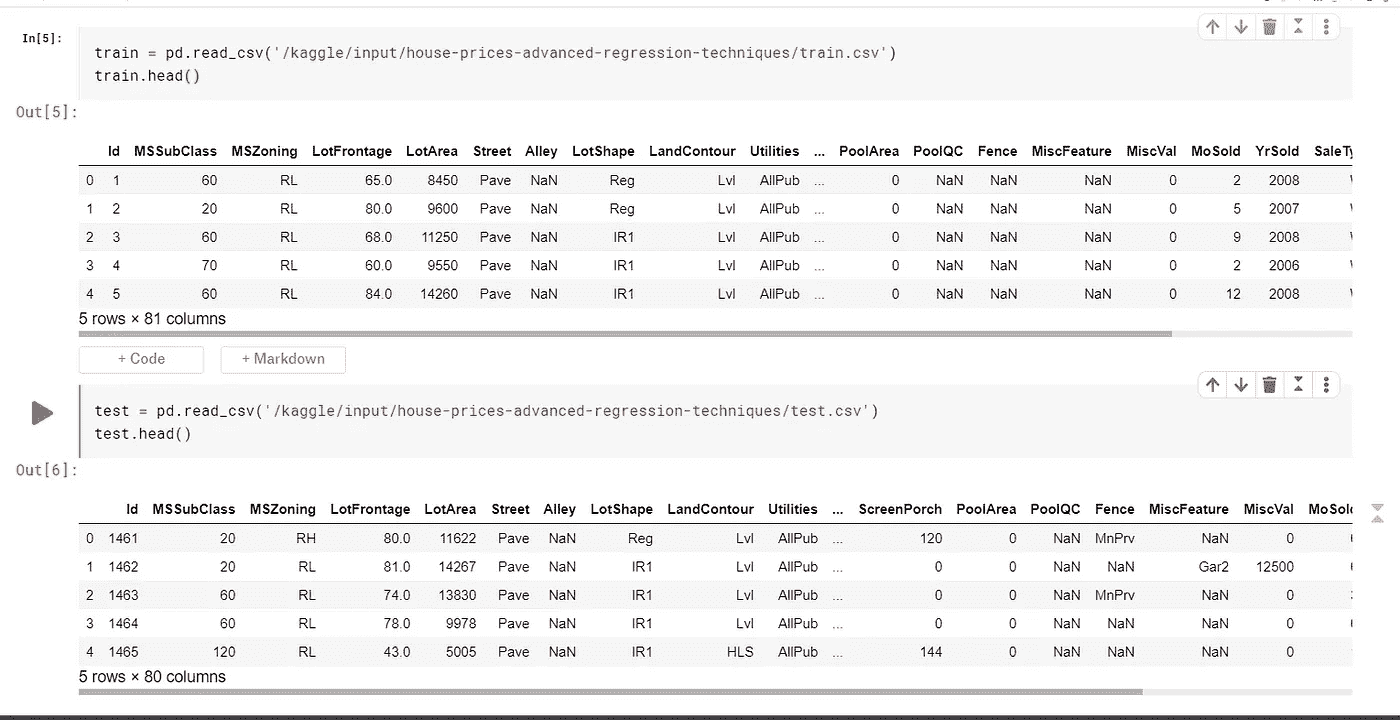 In[5]:
train = pd.read_csv('/kaggle/input/house-prices-advanced-regression-techniques/train.csv')
train.head()
Out[5]:
Id MSSubClass MSZoning LotFrontage LotArea Street Alley LotShape LandContour Utilities ... PoolArea PoolQC Fence MiscFeature MiscVal MoSold YrSold SaleTy
0 1 60 RL 65.0 8450 Pave NaN Reg Lvl AllPub ... 0 NaN NaN NaN 0 2 2008
1 2 20 RL 80.0 9600 Pave NaN Reg Lvl AllPub ... 0 NaN NaN NaN 0 5 2007
2 3 60 RL 68.0 11250 Pave NaN IR1 Lvl AllPub ... 0 NaN NaN NaN 0 9 2008
3 4 70 RL 60.0 9550 Pave NaN IR1 Lvl AllPub ... 0 NaN NaN NaN 0 2 2006
4 5 60 RL 84.0 14260 Pave NaN IR1 Lvl AllPub ... 0 NaN NaN NaN 0 12 2008
5 rows × 81 columns
+ Code + Markdown
test = pd.read_csv('/kaggle/input/house-prices-advanced-regression-techniques/test.csv')
test.head()
Out[6]:
Id MSSubClass MSZoning LotFrontage LotArea Street Alley LotShape LandContour Utilities ... ScreenPorch PoolArea PoolQC Fence MiscFeature MiscVal MoSold
0 1461 20 RH 80.0 11622 Pave NaN Reg Lvl AllPub ... 120 0 NaN MnPrv NaN 0
1 1462 20 RL 81.0 14267 Pave NaN IR1 Lvl AllPub ... 0 0 NaN NaN Gar2 12500
2 1463 60 RL 74.0 13830 Pave NaN IR1 Lvl AllPub ... 0 0 NaN MnPrv NaN 0
3 1464 60 RL 78.0 9978 Pave NaN IR1 Lvl AllPub ... 0 0 NaN NaN NaN 0
4 1465 120 RL 43.0 5005 Pave NaN IR1 HLS AllPub ... 144 0 NaN NaN NaN 0
5 rows × 80 columns